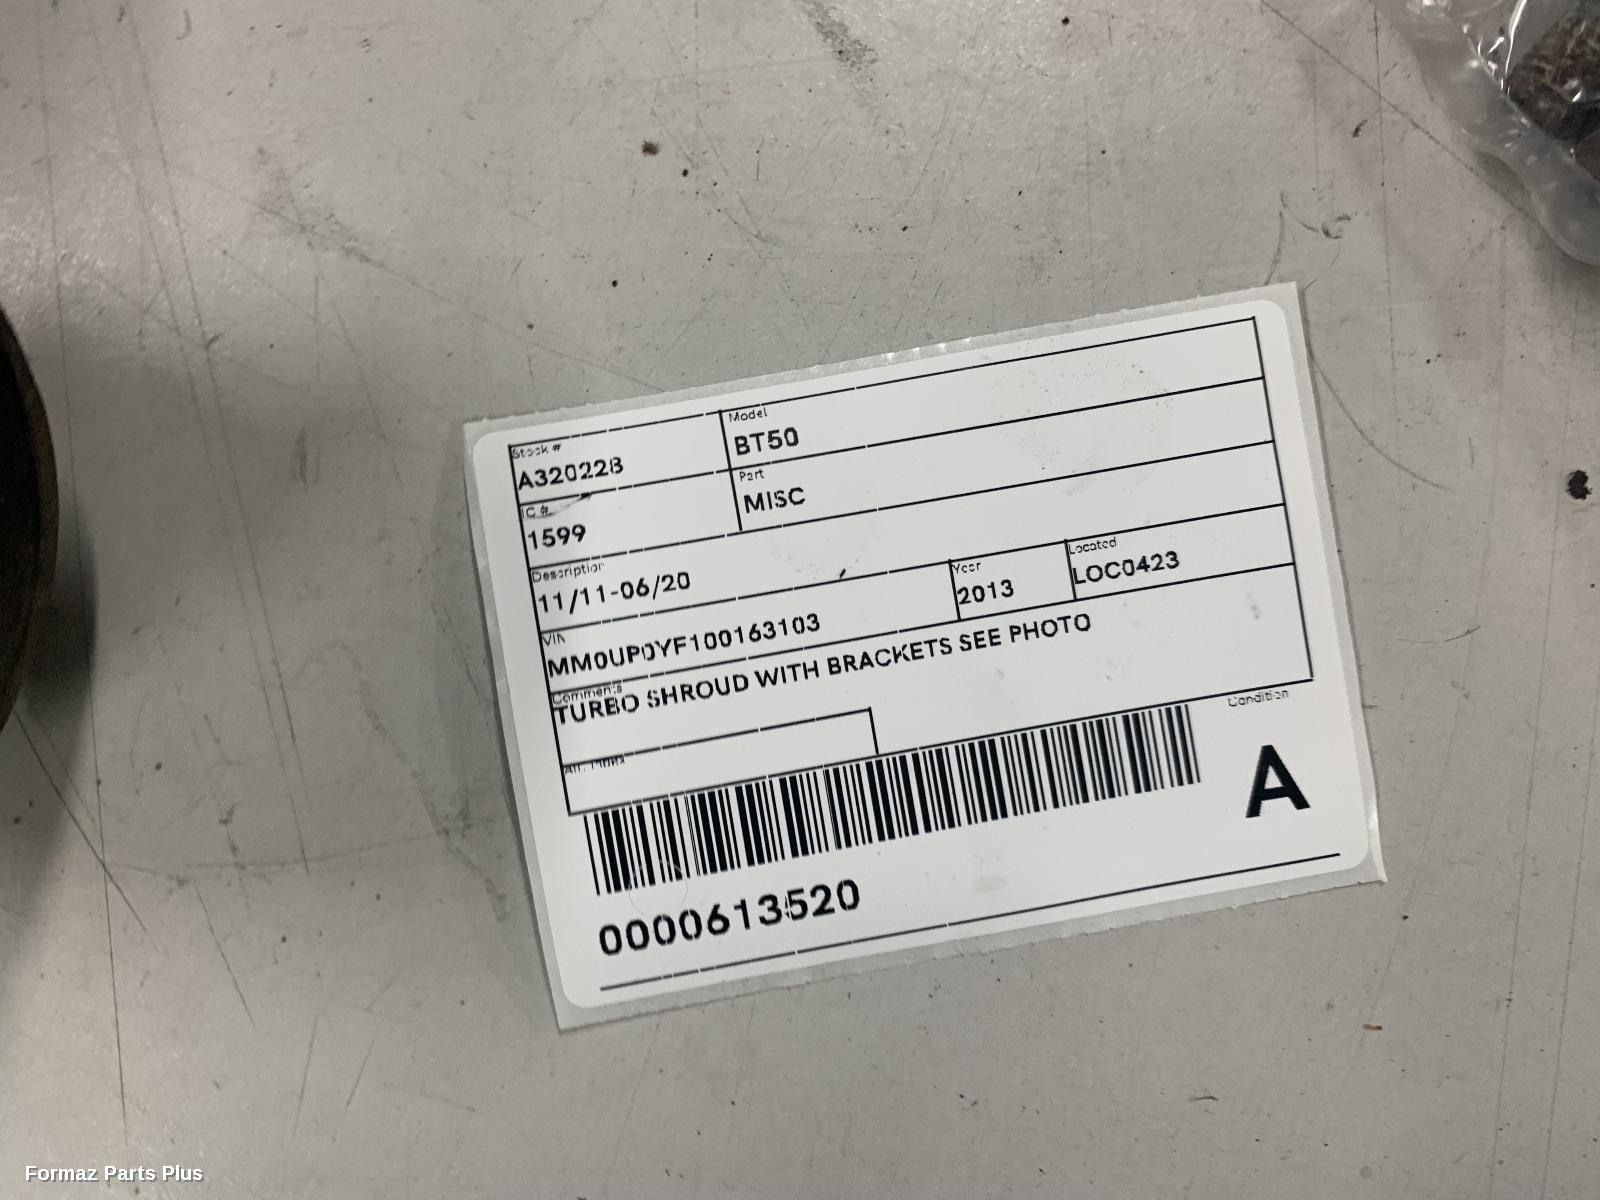 Stock #
A320228
Model
BT50
IC #
1599
Part
MISC
Description
11/11-06/20
VIN
MM0UP0YF100163103
Year
2013
Located
LOC0423
Comments
TURBO SHROUD WITH BRACKETS SEE PHOTO
Condition
A
0000613520
Formaz Parts Plus